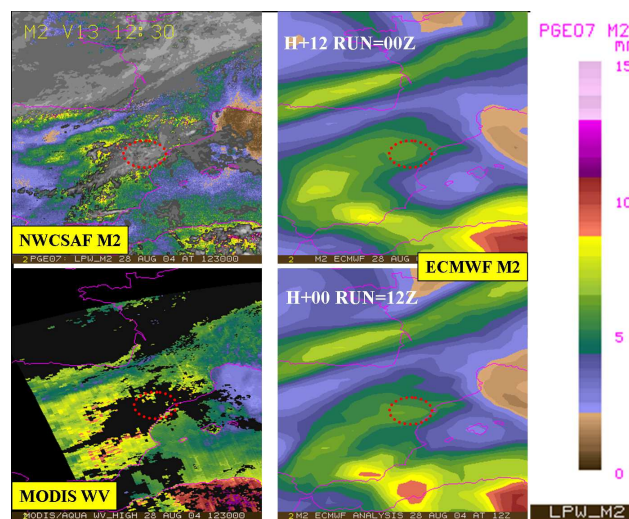 M2 V13 12:30
H+12 RUN=00Z
PGE07 M2
15
10
5
0
NWCSAF M2
2 PGE07: LPW_M2 28 AUG 04 AT 123000
2 M2 ECMWF 28 AUG
ECMWF M2
H+00 RUN=12Z
MODIS WV
MODIS/AQUA WV_HIGH 28 AUG 04 123000
2 M2 ECMWF ANALYSIS 28 AUG 04 AT 12Z
LPW_M2